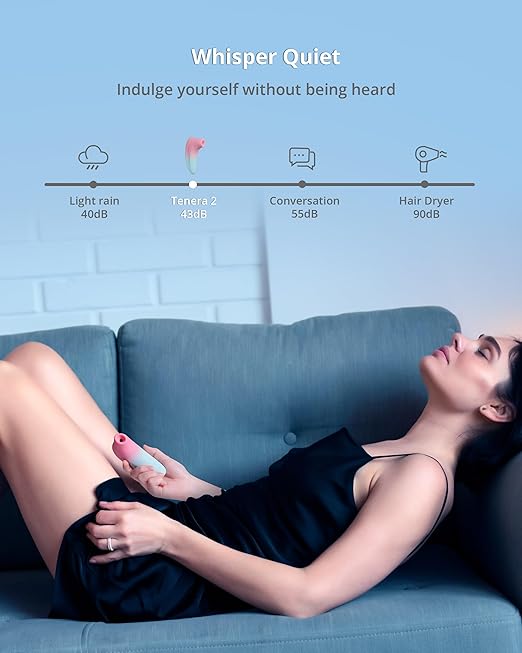 Whisper Quiet
Indulge yourself without being heard
Light rain
40dB
Tenera 2
43dB
Conversation
55dB
Hair Dryer
90dB